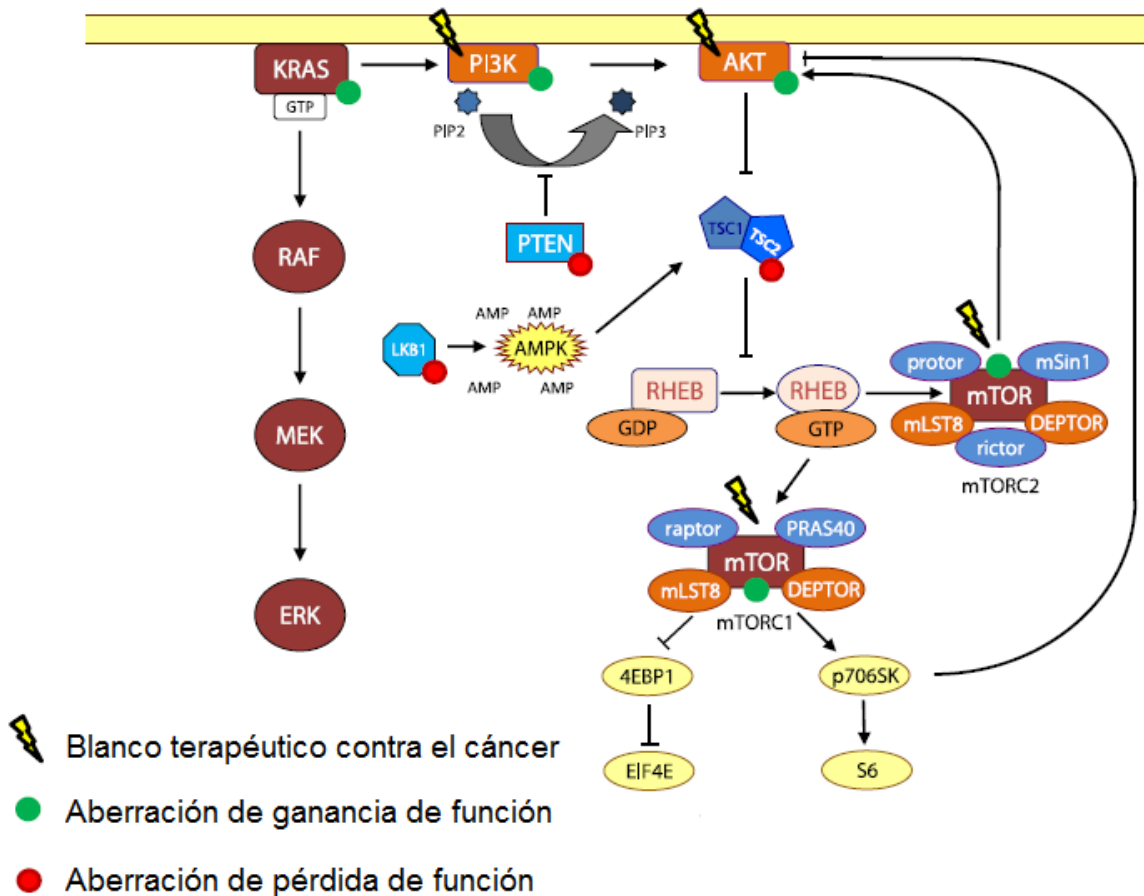 KRAS
GTP
PI3K
AKT
PIP2
PIP3
RAF
PTEN
TSC1
TSC2
LKB1
AMP
AMP
AMPK
AMP
AMP
MEK
RHEB
GDP
RHEB
GTP
protor
mSin1
mTOR
mLST8
DEPTOR
rictor
mTORC2
raptor
PRAS40
mTOR
mLST8
DEPTOR
mTORC1
ERK
4EBP1
p706SK
EIF4E
S6
Blanco terapéutico contra el cáncer
Aberración de ganancia de función
Aberración de pérdida de función